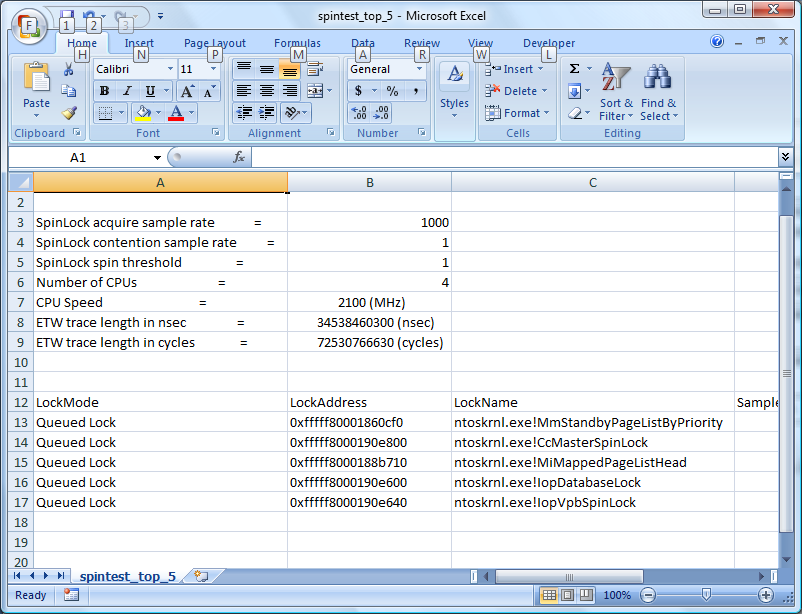 spintest_top_5 - Microsoft Excel
F 1 2 3
Home Insert Page Layout Formulas Data Review View Developer
H N P M A R W L
Calibri 11 General Insert Σ
Paste B I U A A $ % , Styles Delete Sort & Filter Find & Select
A .00 .00 Format
Clipboard Font Alignment Number Cells Editing
A1 fx
A B C
2
3 SpinLock acquire sample rate = 1000
4 SpinLock contention sample rate = 1
5 SpinLock spin threshold = 1
6 Number of CPUs = 4
7 CPU Speed = 2100 (MHz)
8 ETW trace length in nsec = 34538460300 (nsec)
9 ETW trace length in cycles = 72530766630 (cycles)
10
11
12 LockMode LockAddress LockName Sample
13 Queued Lock 0xfffff80001860cf0 ntoskrnl.exe!MmStandbyPageListByPriority
14 Queued Lock 0xfffff8000190e800 ntoskrnl.exe!CcMasterSpinLock
15 Queued Lock 0xfffff8000188b710 ntoskrnl.exe!MiMappedPageListHead
16 Queued Lock 0xfffff8000190e600 ntoskrnl.exe!IopDatabaseLock
17 Queued Lock 0xfffff8000190e640 ntoskrnl.exe!IopVpbSpinLock
18
19
20
spintest_top_5
Ready 100%